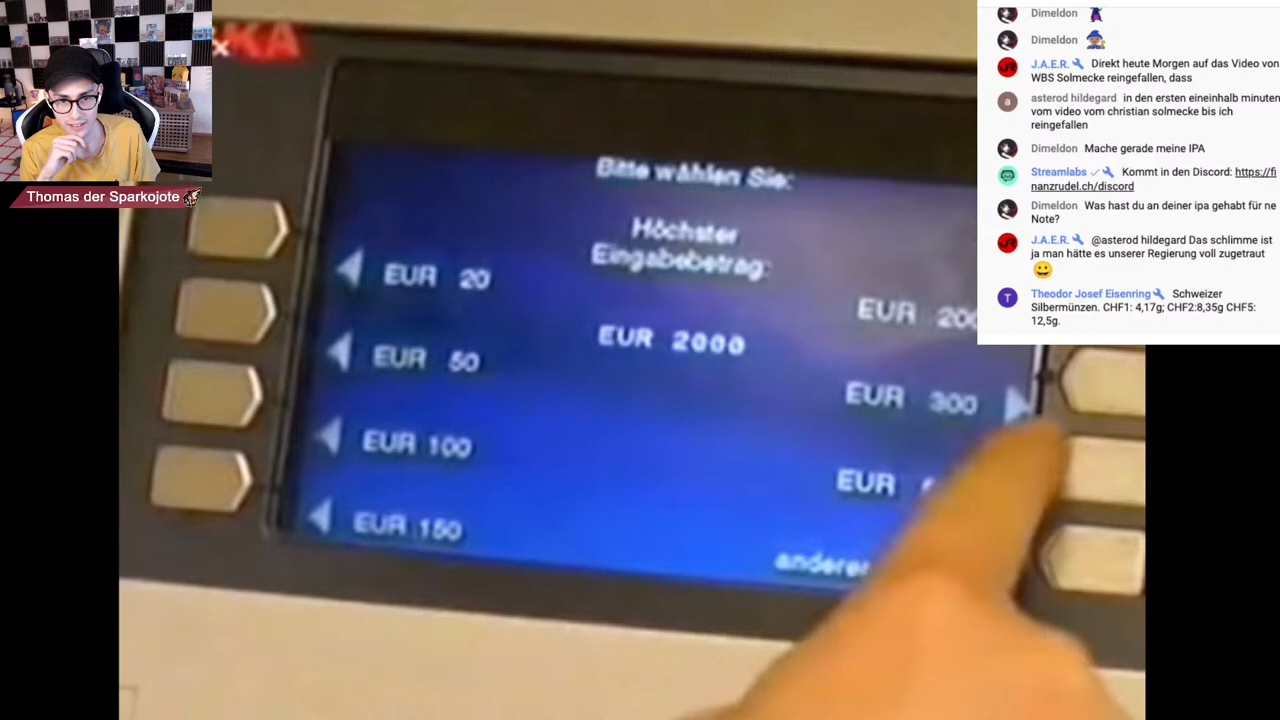 KA
Thomas der Sparkojote
Bitte wählen Sie:
Höchster
Eingabebetrag:
EUR 2000
EUR 20
EUR 50
EUR 100
EUR 150
EUR
EUR 300
EUR
anderer
Dimeldon
Dimeldon
J.A.E.R. Direkt heute Morgen auf das Video von
WBS Solmecke reingefallen, dass
a
asterod hildegard in den ersten eineinhalb minuten
vom video vom christian solmecke bis ich
reingefallen
Dimeldon Mache gerade meine IPA
Streamlabs Kommt in den Discord: https://fi
nanzrudel.ch/discord
Dimeldon Was hast du an deiner ipa gehabt für ne
Note?
J.A.E.R. @asterod hildegard Das schlimme ist
ja man hätte es unserer Regierung voll zugetraut
T
Theodor Josef Eisenring Schweizer
Silbermünzen. CHF1: 4,17g; CHF2:8,35g CHF5:
12,5g.